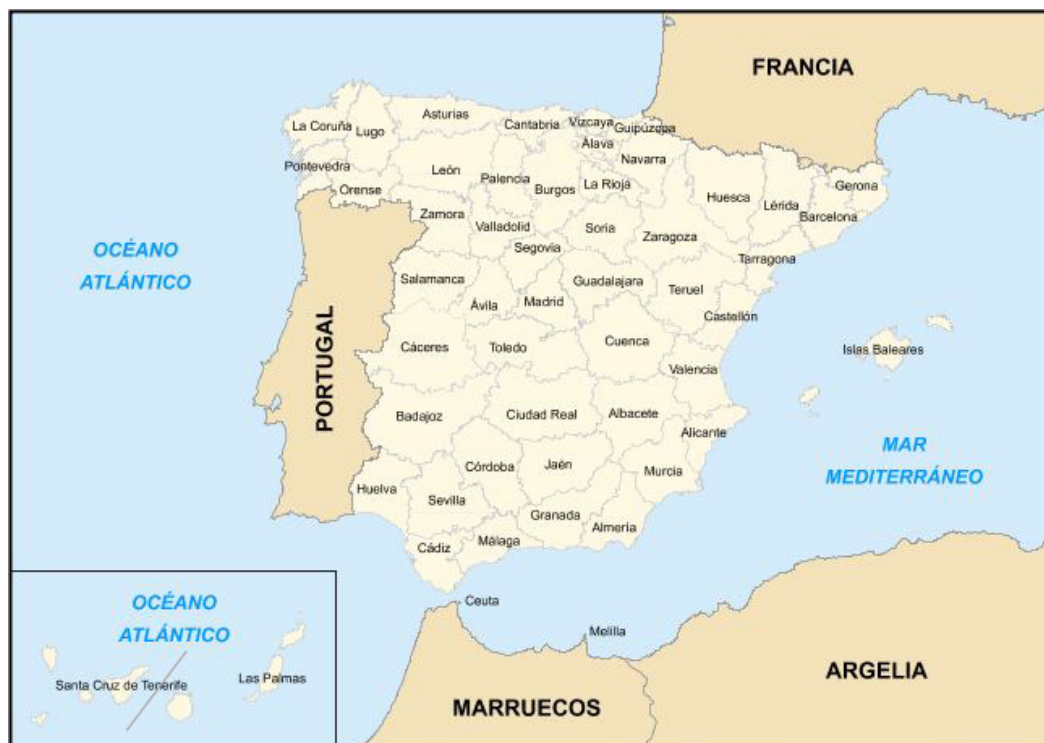 FRANCIA
Asturias
Cantabria
Vizcaya
Guipúzcoa
La Coruña
Lugo
Álava
Navarra
Pontevedra
León
Palencia
Burgos
La Rioja
Huesca
Lérida
Gerona
Orense
Barcelona
Zamora
Valladolid
Soria
Zaragoza
Segovia
Tarragona
OCÉANO
ATLÁNTICO
Salamanca
Ávila
Madrid
Guadalajara
Teruel
Castellón
PORTUGAL
Cáceres
Toledo
Cuenca
Valencia
Islas Baleares
Badajoz
Ciudad Real
Albacete
Alicante
MAR
MEDITERRÁNEO
Huelva
Sevilla
Córdoba
Jaén
Murcia
Granada
Almería
Cádiz
Málaga
Ceuta
Melilla
OCÉANO
ATLÁNTICO
Santa Cruz de Tenerife
Las Palmas
MARRUECOS
ARGELIA